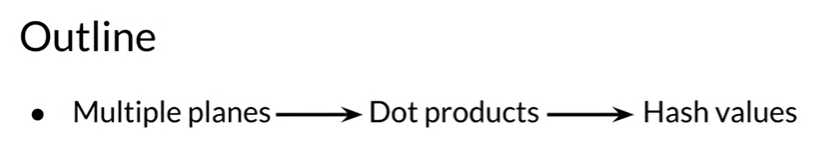 Outline
• Multiple planes → Dot products → Hash values